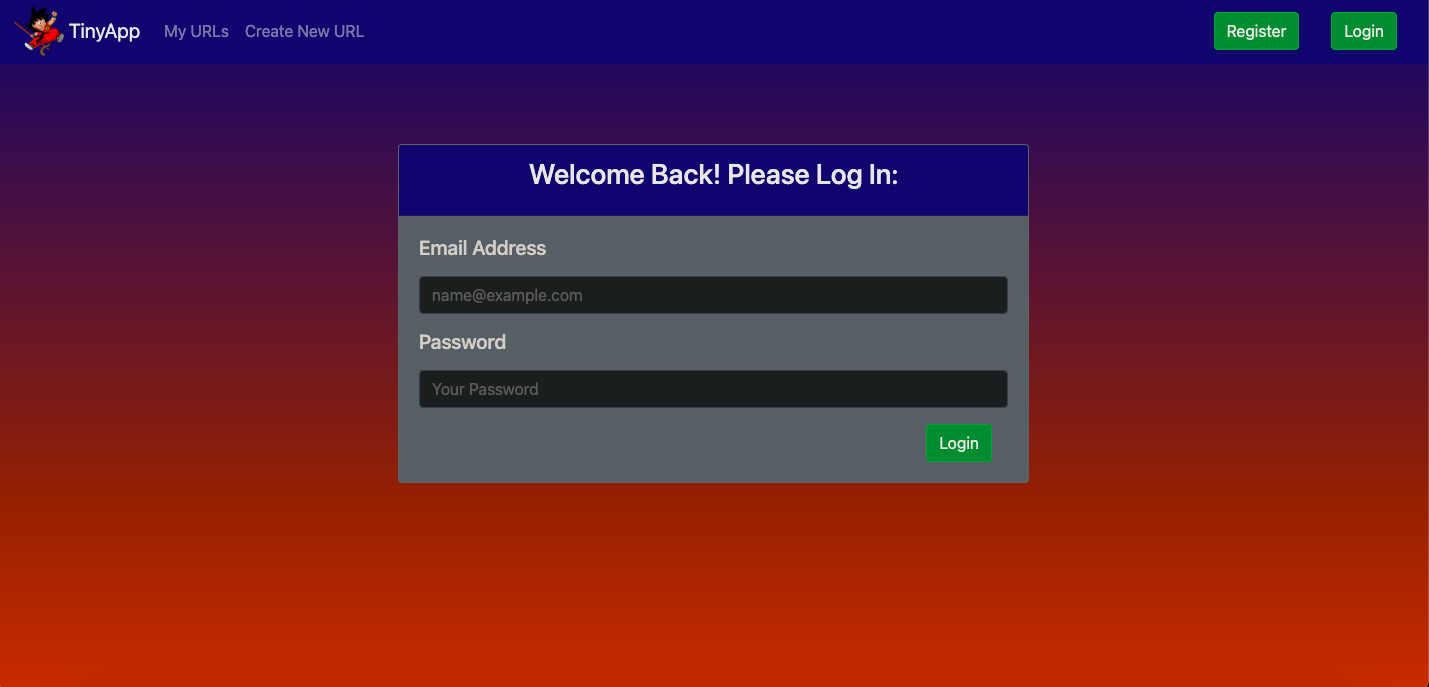 TinyApp My URLs Create New URL Register Login
Welcome Back! Please Log In:
Email Address
name@example.com
Password
Your Password
Login